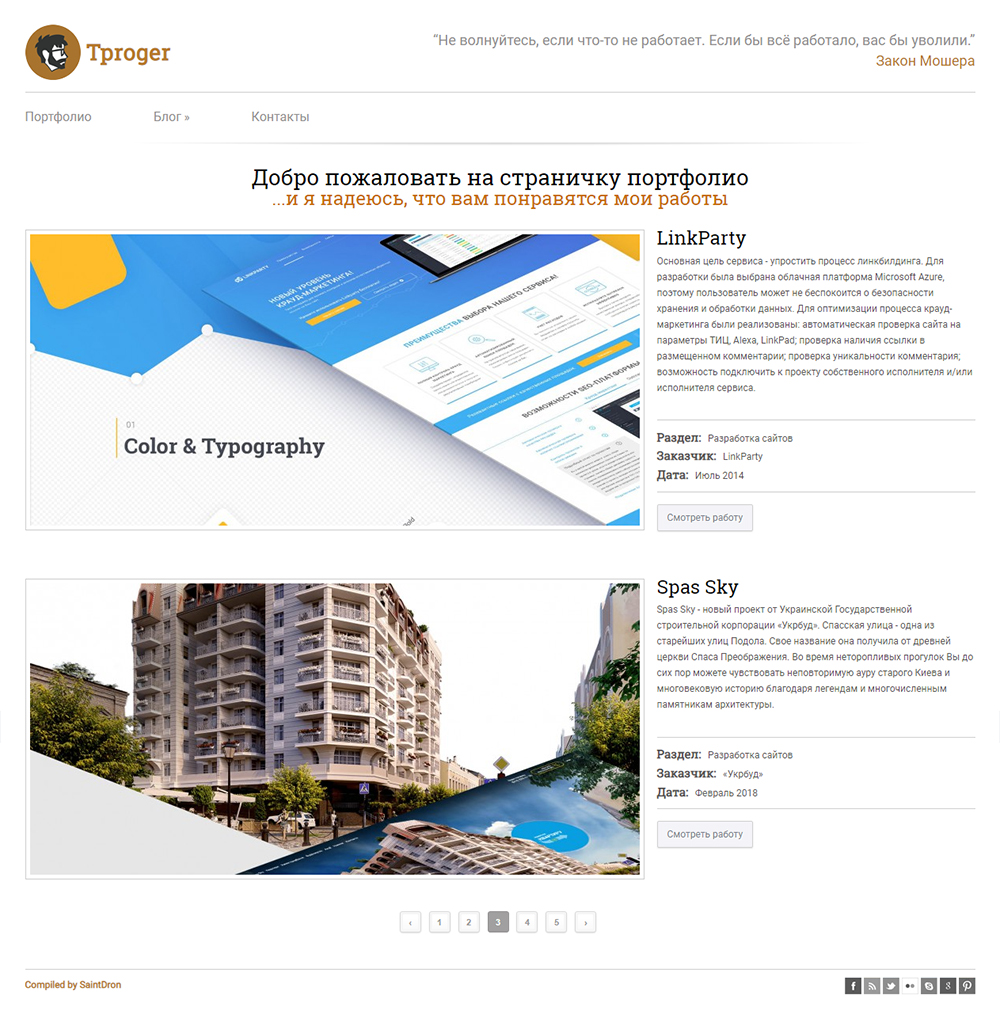 Tproger
“Не волнуйтесь, если что-то не работает. Если бы всё работало, вас бы уволили.”
Закон Мошера
Портфолио
Блог »
Контакты
Добро пожаловать на страничку портфолио
...и я надеюсь, что вам понравятся мои работы
LINKPARTY
НОВЫЙ УРОВЕНЬ
КРАУД-МАРКЕТИНГА!
ПРЕИМУЩЕСТВА ВЫБОРА НАШЕГО СЕРВИСА!
ВОЗМОЖНОСТИ SEO-ПЛАТФОРМЫ
01
Color & Typography
LinkParty
Основная цель сервиса - упростить процесс линкбилдинга. Для
разработки была выбрана облачная платформа Microsoft Azure,
поэтому пользователь может не беспокоится о безопасности
хранения и обработки данных. Для оптимизации процесса крауд-
маркетинга были реализованы: автоматическая проверка сайта на
параметры ТИЦ, Alexa, LinkPad; проверка наличия ссылки в
размещенном комментарии; проверка уникальности комментария;
возможность подключить к проекту собственного исполнителя и/или
исполнителя сервиса.
Раздел: Разработка сайтов
Заказчик: LinkParty
Дата: Июль 2014
Смотреть работу
Spas Sky
Spas Sky - новый проект от Украинской Государственной
строительной корпорации «Укрбуд». Спасская улица - одна из
старейших улиц Подола. Свое название она получила от древней
церкви Спаса Преображения. Во время неторопливых прогулок Вы до
сих пор можете чувствовать неповторимую ауру старого Киева и
многовековую историю благодаря легендам и многочисленным
памятникам архитектуры.
Раздел: Разработка сайтов
Заказчик: «Укрбуд»
Дата: Февраль 2018
Смотреть работу
‹ 1 2 3 4 5 ›
Compiled by SaintDron